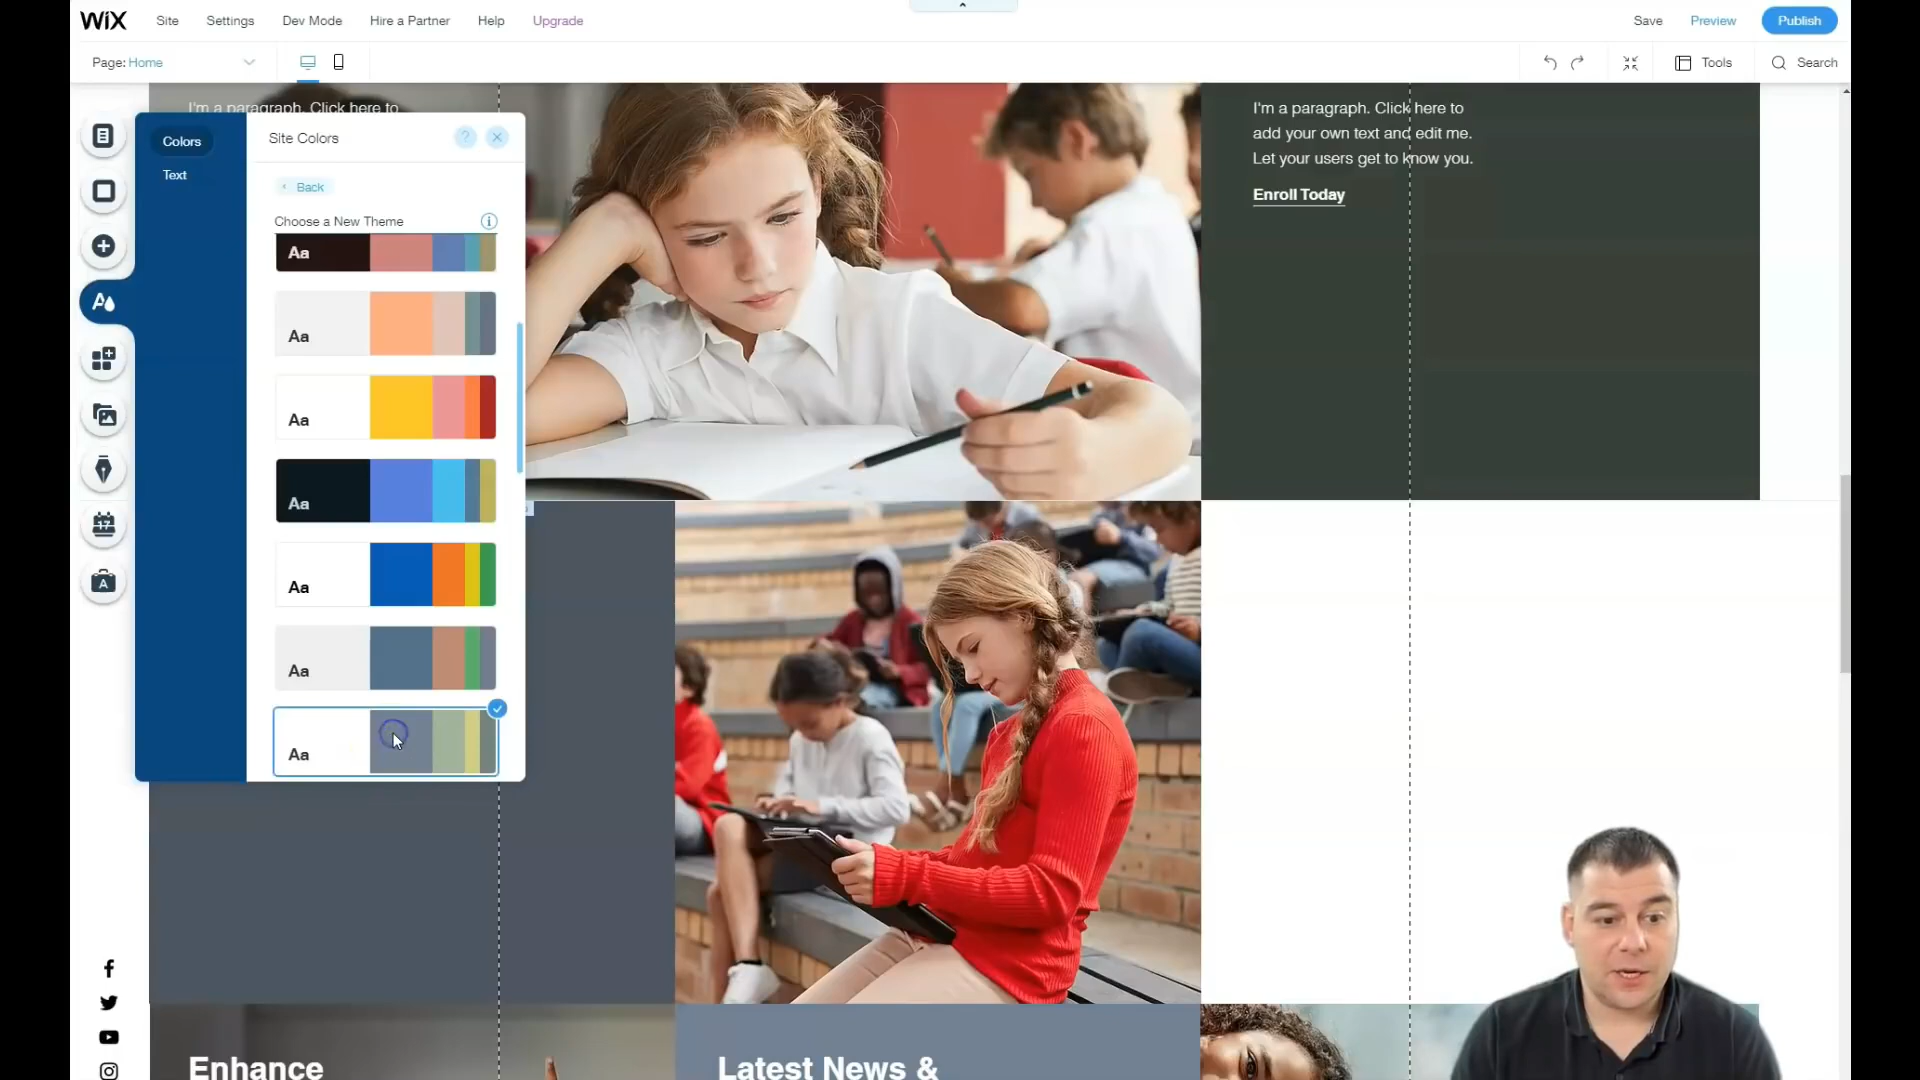 WiX
Site
Settings
Dev Mode
Hire a Partner
Help
Upgrade
Save
Preview
Publish
Page: Home
Tools
Search
I'm a paragraph. Click here to
Colors
Text
Site Colors
?
Back
Choose a New Theme
Aa
Aa
Aa
Aa
Aa
Aa
Aa
I'm a paragraph. Click here to
add your own text and edit me.
Let your users get to know you.
Enroll Today
17
A
Enhance
Latest News &